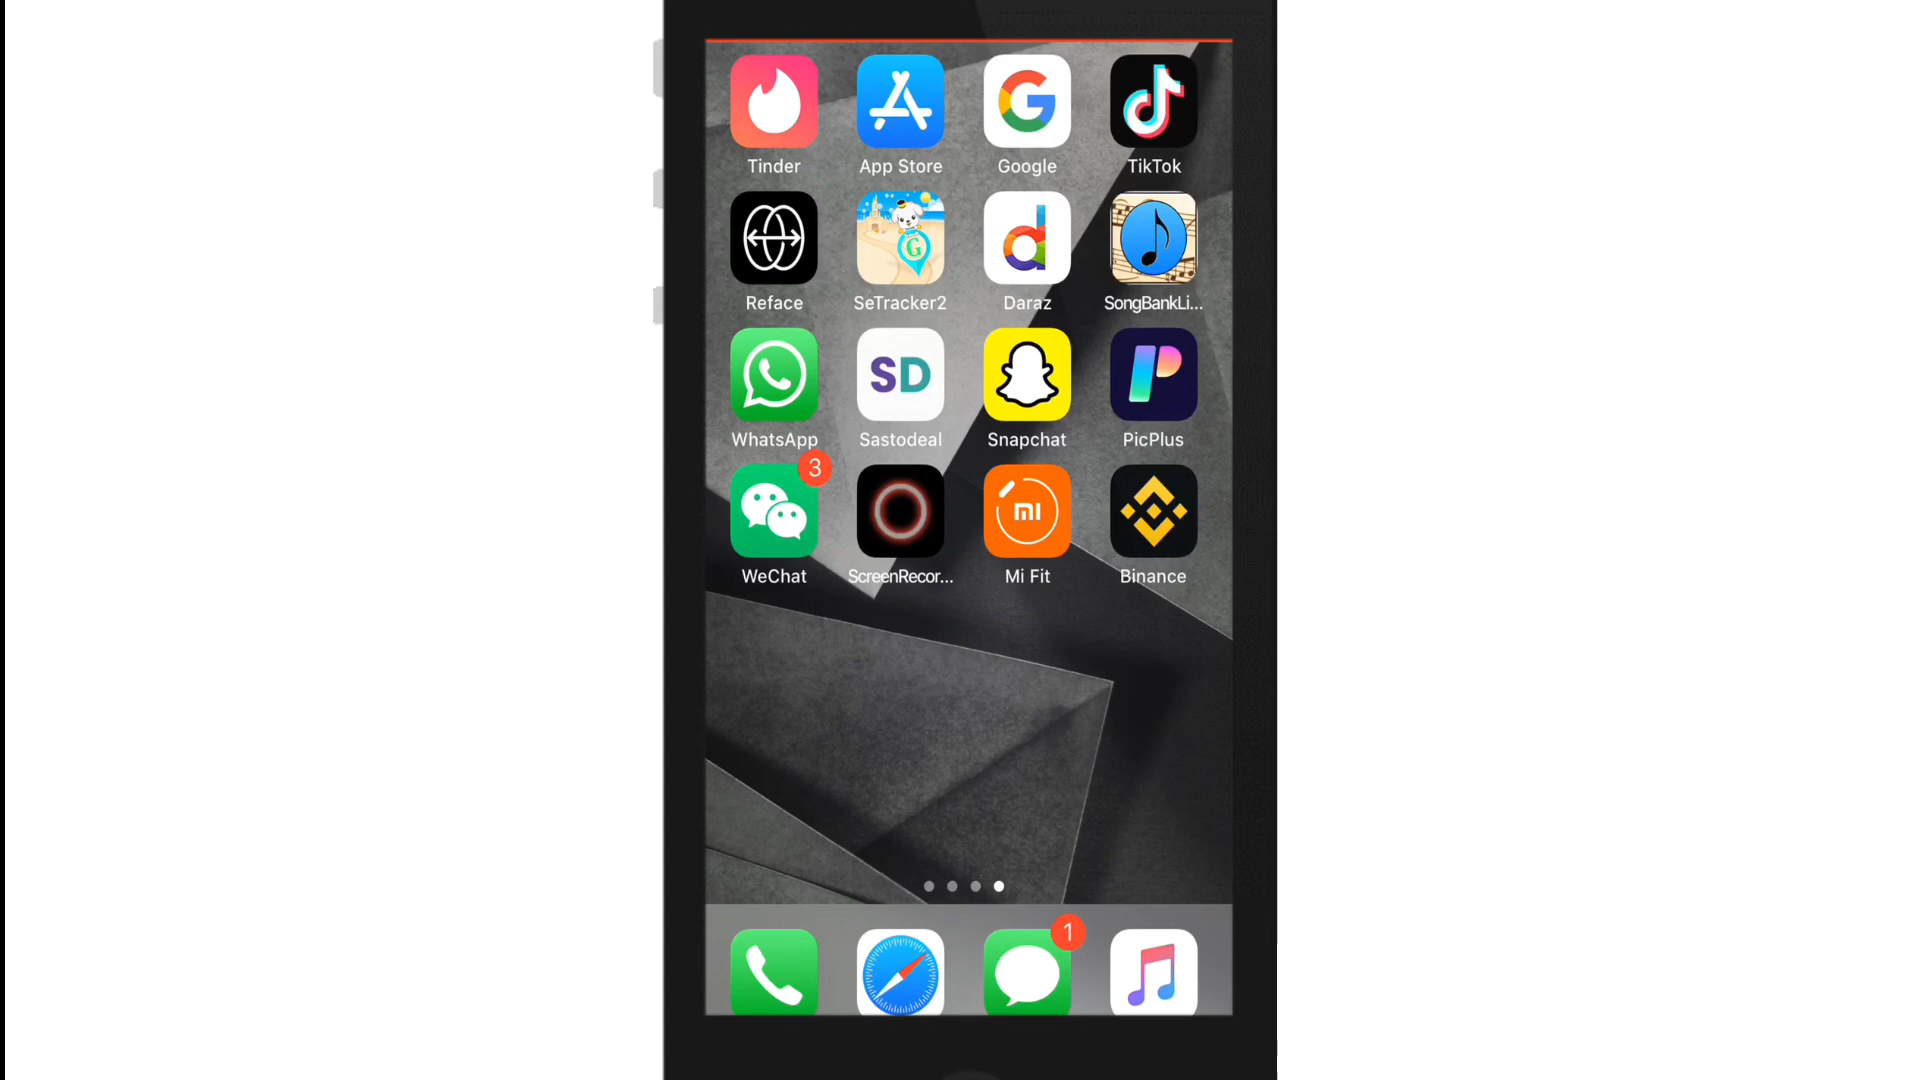 Tinder App Store Google TikTok
G
Reface SeTracker2 Daraz SongBankLi...
SD
WhatsApp Sastodeal Snapchat PicPlus
3
WeChat ScreenRecor... Mi Fit Binance
1